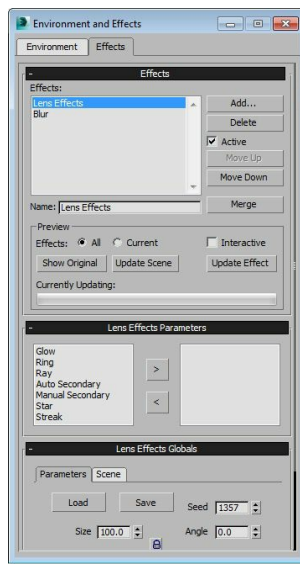 Environment and Effects
Environment Effects
- Effects
Effects:
Lens Effects
Blur
Add...
Delete
Active
Move Up
Move Down
Name: Lens Effects
Merge
Preview
Effects: All Current Interactive
Show Original Update Scene Update Effect
Currently Updating:
- Lens Effects Parameters
Glow
Ring
Ray
Auto Secondary
Manual Secondary
Star
Streak
>
<
- Lens Effects Globals
Parameters Scene
Load Save Seed 1357
Size 100.0 Angle 0.0